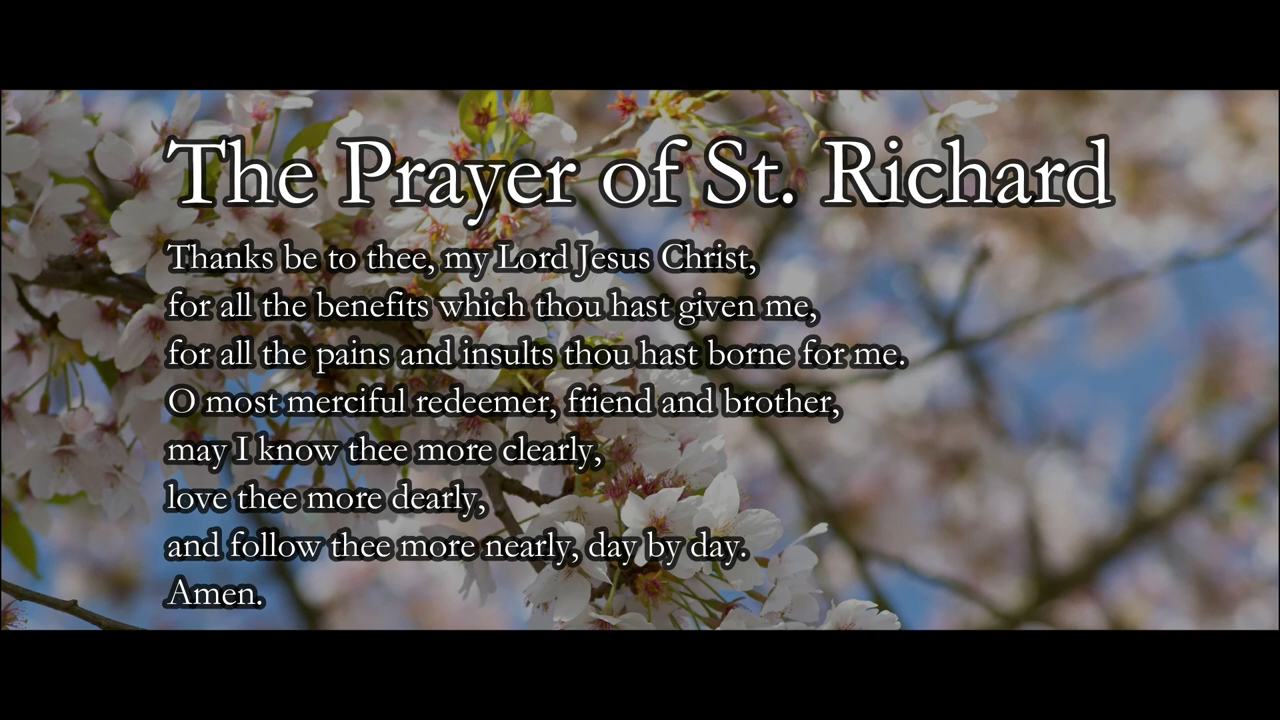 The Prayer of St. Richard
Thanks be to thee, my Lord Jesus Christ,
for all the benefits which thou hast given me,
for all the pains and insults thou hast borne for me.
O most merciful redeemer, friend and brother,
may I know thee more clearly,
love thee more dearly,
and follow thee more nearly, day by day.
Amen.